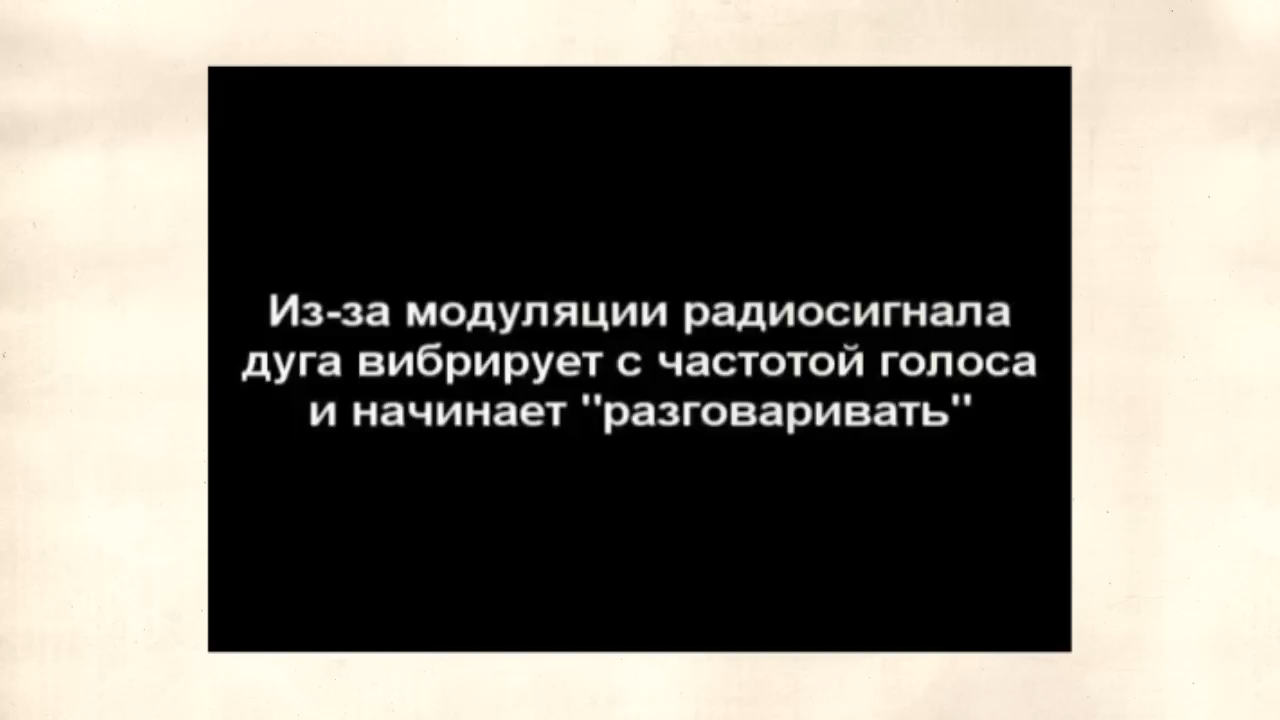 Из-за модуляции радиосигнала
дуга вибрирует с частотой голоса
и начинает "разговаривать"